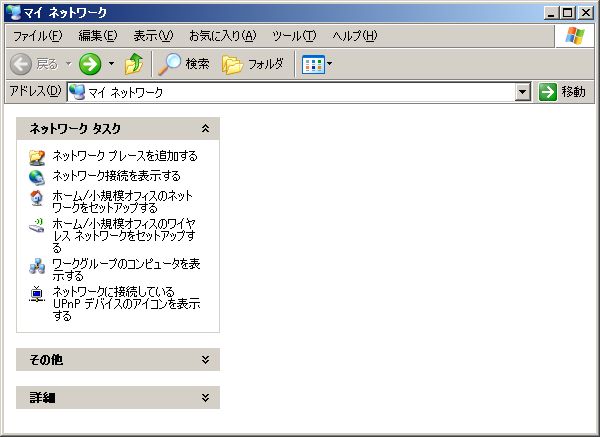 マイ ネットワーク
ファイル(F) 編集(E) 表示(V) お気に入り(A) ツール(T) ヘルプ(H)
戻る 検索 フォルダ
アドレス(D) マイ ネットワーク 移動
ネットワーク タスク
ネットワーク プレースを追加する
ネットワーク接続を表示する
ホーム/小規模オフィスのネット
ワークをセットアップする
ホーム/小規模オフィスのワイヤ
レス ネットワークをセットアップす
る
ワークグループのコンピュータを表
示する
ネットワークに接続している
UPnP デバイスのアイコンを表示
する
その他
詳細